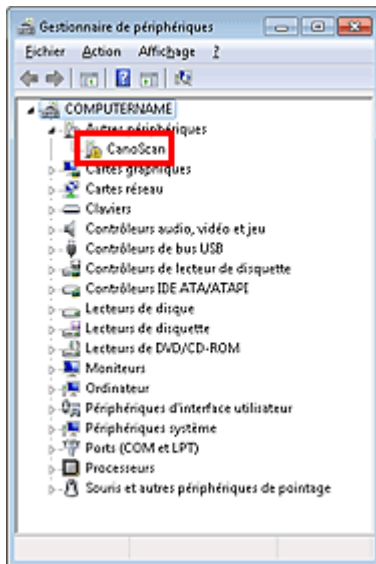 Gestionnaire de périphériques
Fichier Action Affichage ?
COMPUTERNAME
Autres périphériques
CanoScan
Cartes graphiques
Cartes réseau
Claviers
Contrôleurs audio, vidéo et jeu
Contrôleurs de bus USB
Contrôleurs de lecteur de disquette
Contrôleurs IDE ATA/ATAPI
Lecteurs de disque
Lecteurs de disquette
Lecteurs de DVD/CD-ROM
Moniteurs
Ordinateur
Périphériques d'interface utilisateur
Périphériques système
Ports (COM et LPT)
Processeurs
Souris et autres périphériques de pointage